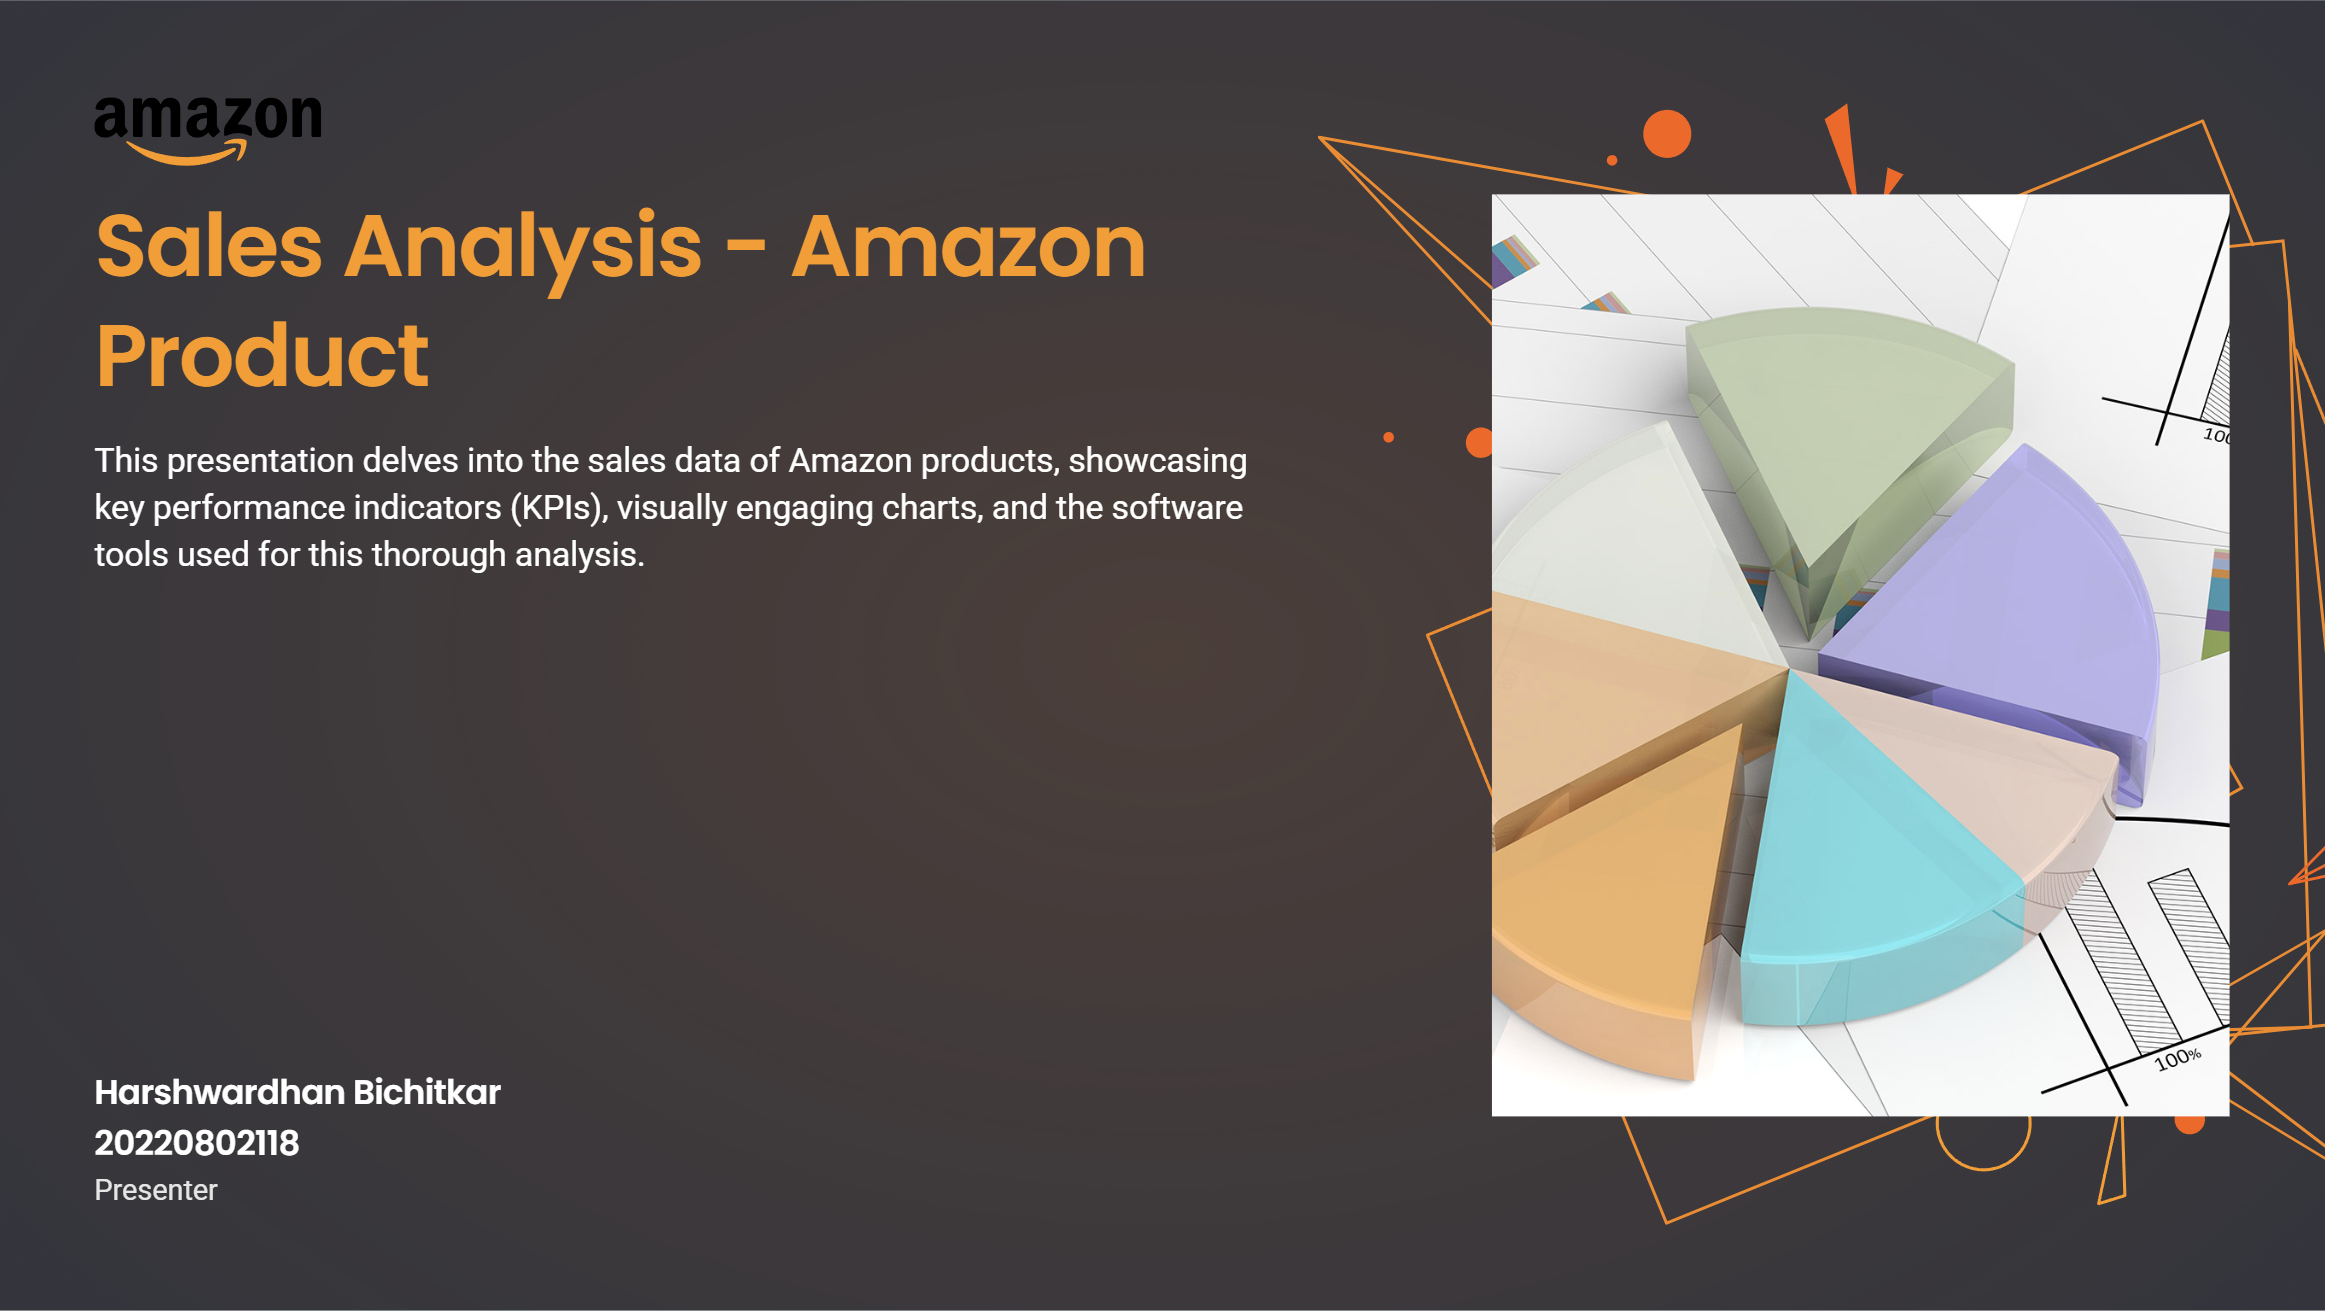 amazon
Sales Analysis - Amazon
Product
This presentation delves into the sales data of Amazon products, showcasing
key performance indicators (KPIs), visually engaging charts, and the software
tools used for this thorough analysis.
Harshwardhan Bichitkar
20220802118
Presenter
100
100%